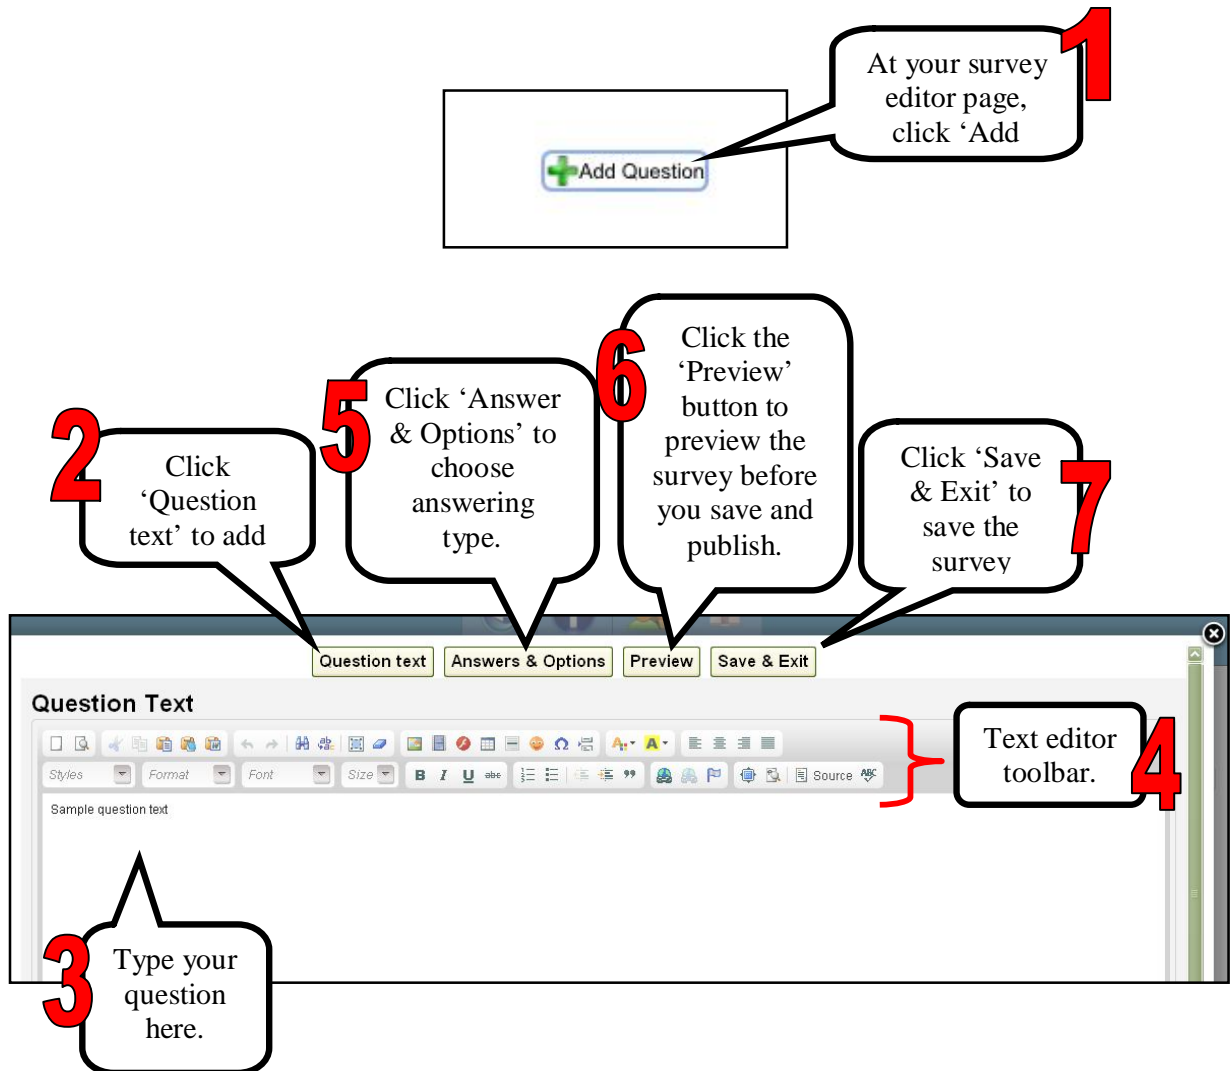 1
At your survey
editor page,
click ‘Add
Add Question
2
Click
‘Question
text’ to add
5
Click ‘Answer
& Options’ to
choose
answering
type.
6
Click the
‘Preview’
button to
preview the
survey before
you save and
publish.
7
Click ‘Save
& Exit’ to
save the
survey
Question text Answers & Options Preview Save & Exit
Question Text
Styles Format Font Size B I U abc Source ABC
Sample question text
4
Text editor
toolbar.
3
Type your
question
here.